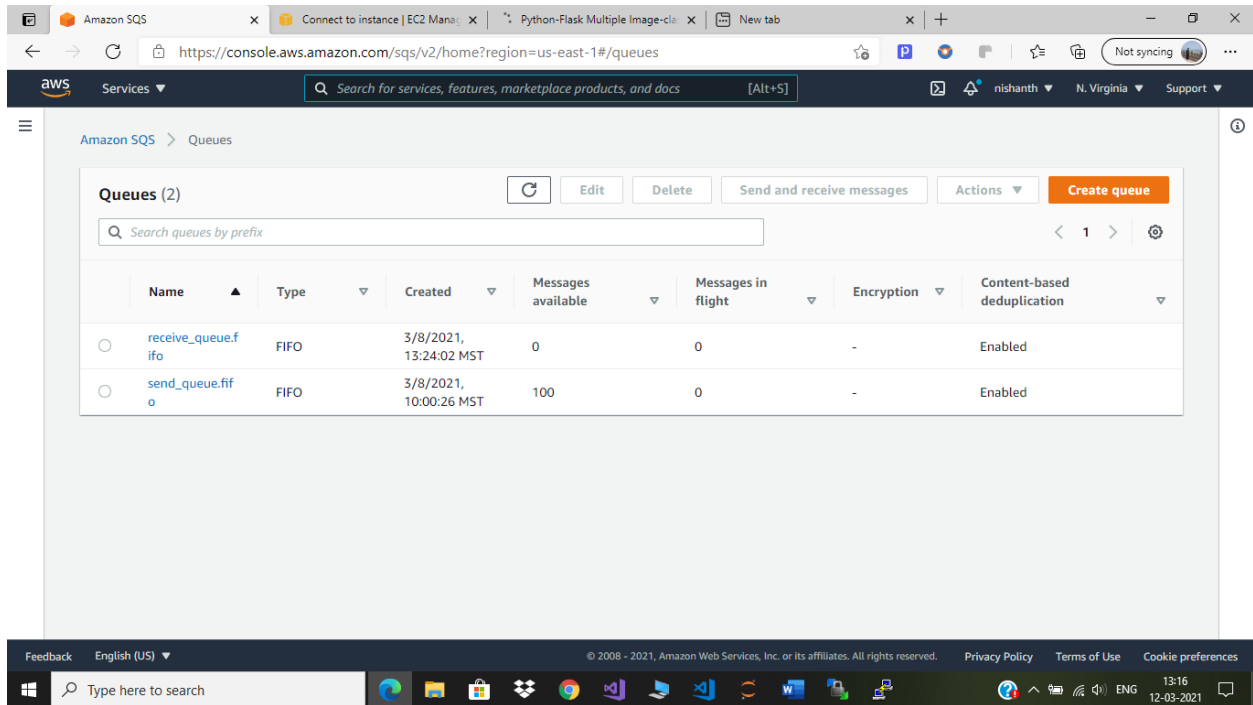 Amazon SQS
Connect to instance | EC2 Manag
Python-Flask Multiple Image-cla
New tab
https://console.aws.amazon.com/sqs/v2/home?region=us-east-1#/queues
Not syncing
aws
Services
Search for services, features, marketplace products, and docs
[Alt+S]
nishanth
N. Virginia
Support
Amazon SQS > Queues
Queues (2)
Edit
Delete
Send and receive messages
Actions
Create queue
Search queues by prefix
1
Name
Type
Created
Messages
available
Messages in
flight
Encryption
Content-based
deduplication
receive_queue.f
ifo
FIFO
3/8/2021,
13:24:02 MST
0
0
-
Enabled
send_queue.fif
o
FIFO
3/8/2021,
10:00:26 MST
100
0
-
Enabled
Feedback
English (US)
© 2008 - 2021, Amazon Web Services, Inc. or its affiliates. All rights reserved.
Privacy Policy
Terms of Use
Cookie preferences
Type here to search
ENG
13:16
12-03-2021